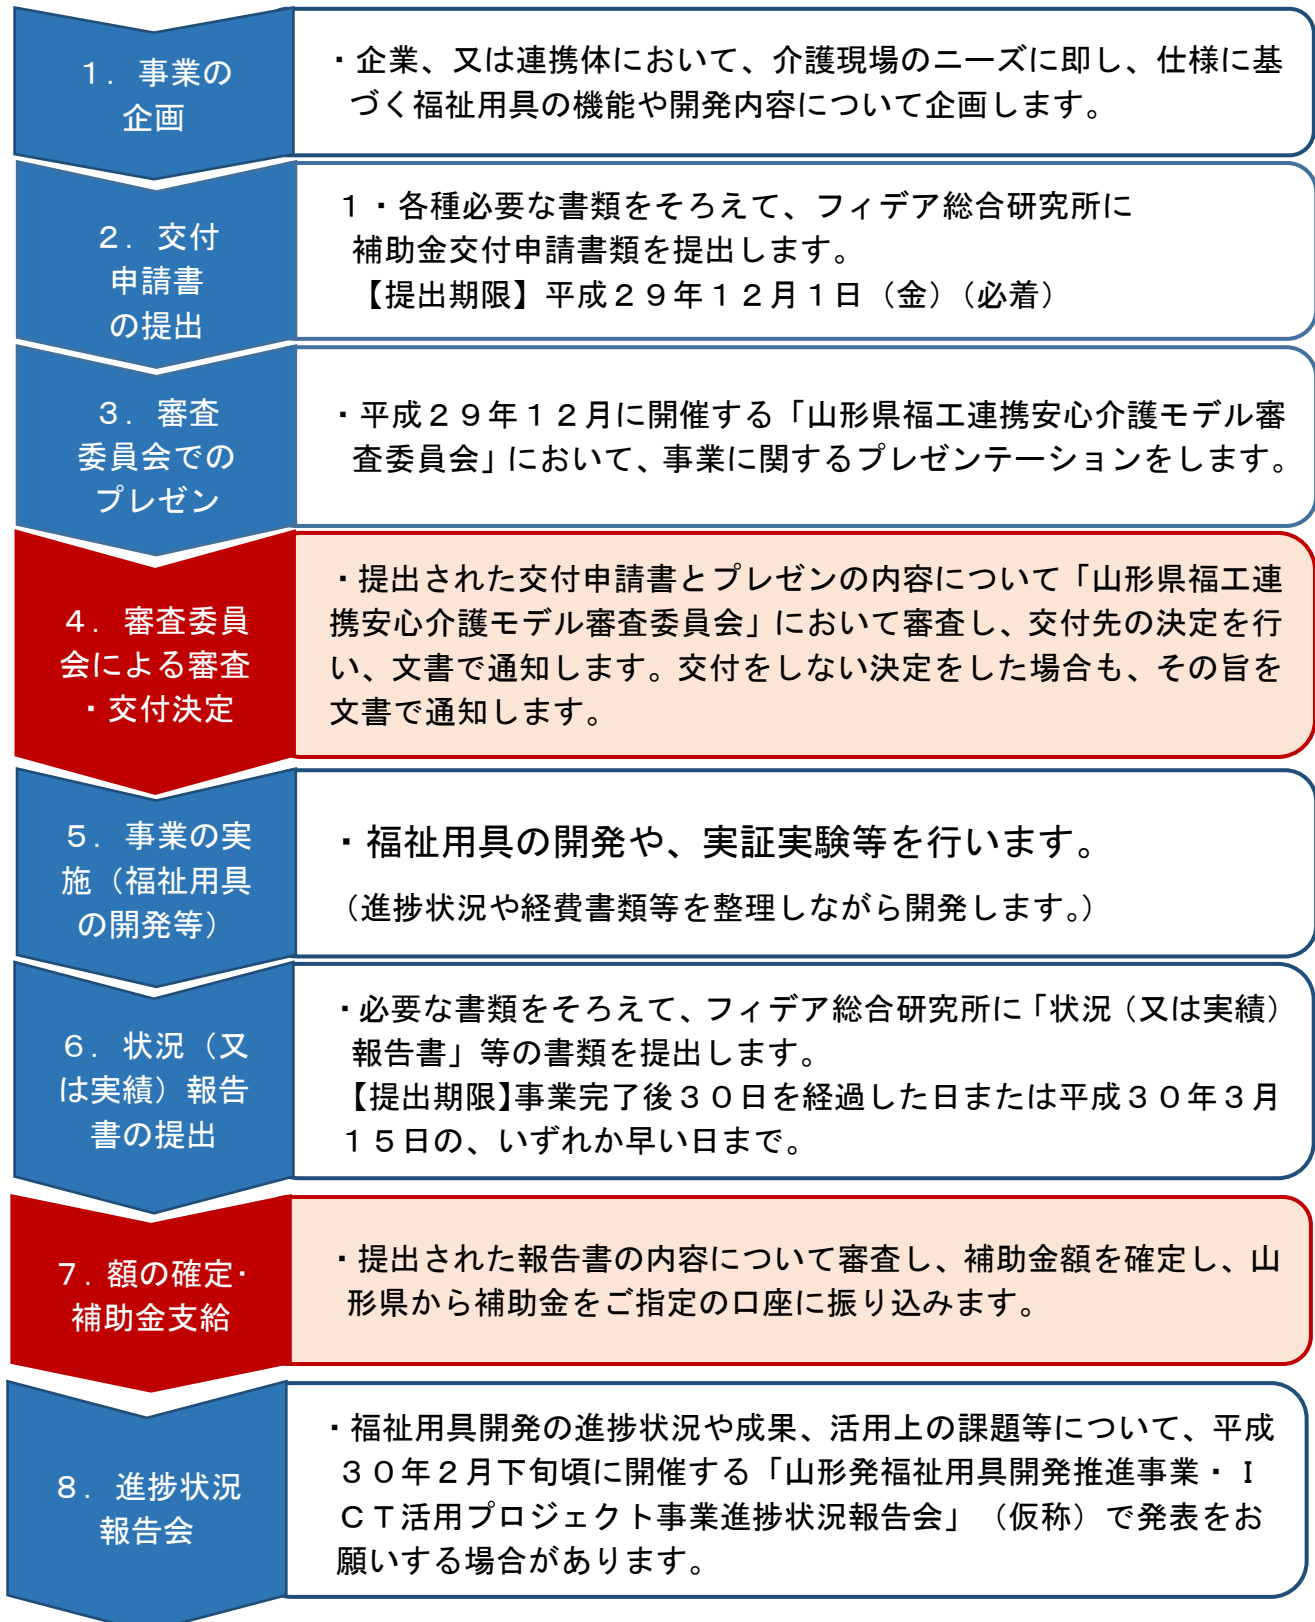 １．事業の
企画
・企業、又は連携体において、介護現場のニーズに即し、仕様に基
づく福祉用具の機能や開発内容について企画します。
２．交付
申請書
の提出
１・各種必要な書類をそろえて、フィデア総合研究所に
補助金交付申請書類を提出します。
【提出期限】平成２９年１２月１日（金）（必着）
３．審査
委員会での
プレゼン
・平成２９年１２月に開催する「山形県福工連携安心介護モデル審
査委員会」において、事業に関するプレゼンテーションをします。
４．審査委員
会による審査
・交付決定
・提出された交付申請書とプレゼンの内容について「山形県福工連
携安心介護モデル審査委員会」において審査し、交付先の決定を行
い、文書で通知します。交付をしない決定をした場合も、その旨を
文書で通知します。
５．事業の実
施（福祉用具
の開発等）
・福祉用具の開発や、実証実験等を行います。
（進捗状況や経費書類等を整理しながら開発します。）
６．状況（又
は実績）報告
書の提出
・必要な書類をそろえて、フィデア総合研究所に「状況（又は実績）
報告書」等の書類を提出します。
【提出期限】事業完了後３０日を経過した日または平成３０年３月
１５日の、いずれか早い日まで。
７．額の確定・
補助金支給
・提出された報告書の内容について審査し、補助金額を確定し、山
形県から補助金をご指定の口座に振り込みます。
８．進捗状況
報告会
・福祉用具開発の進捗状況や成果、活用上の課題等について、平成
３０年２月下旬頃に開催する「山形発福祉用具開発推進事業・Ｉ
ＣＴ活用プロジェクト事業進捗状況報告会」（仮称）で発表をお
願いする場合があります。